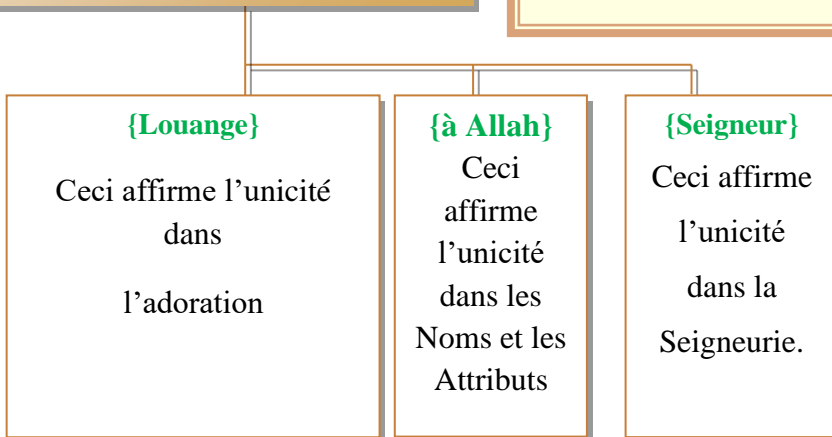 {Louange}
Ceci affirme l’unicité
dans
l’adoration
{à Allah}
Ceci
affirme
l’unicité
dans les
Noms et les
Attributs
{Seigneur}
Ceci affirme
l’unicité
dans la
Seigneurie.